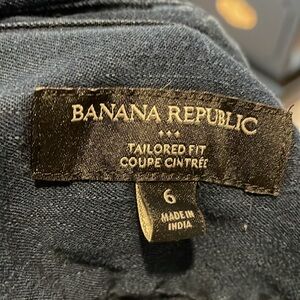 BANANA REPUBLIC
TAILORED FIT
COUPE CINTRÉE
6
MADE IN
INDIA